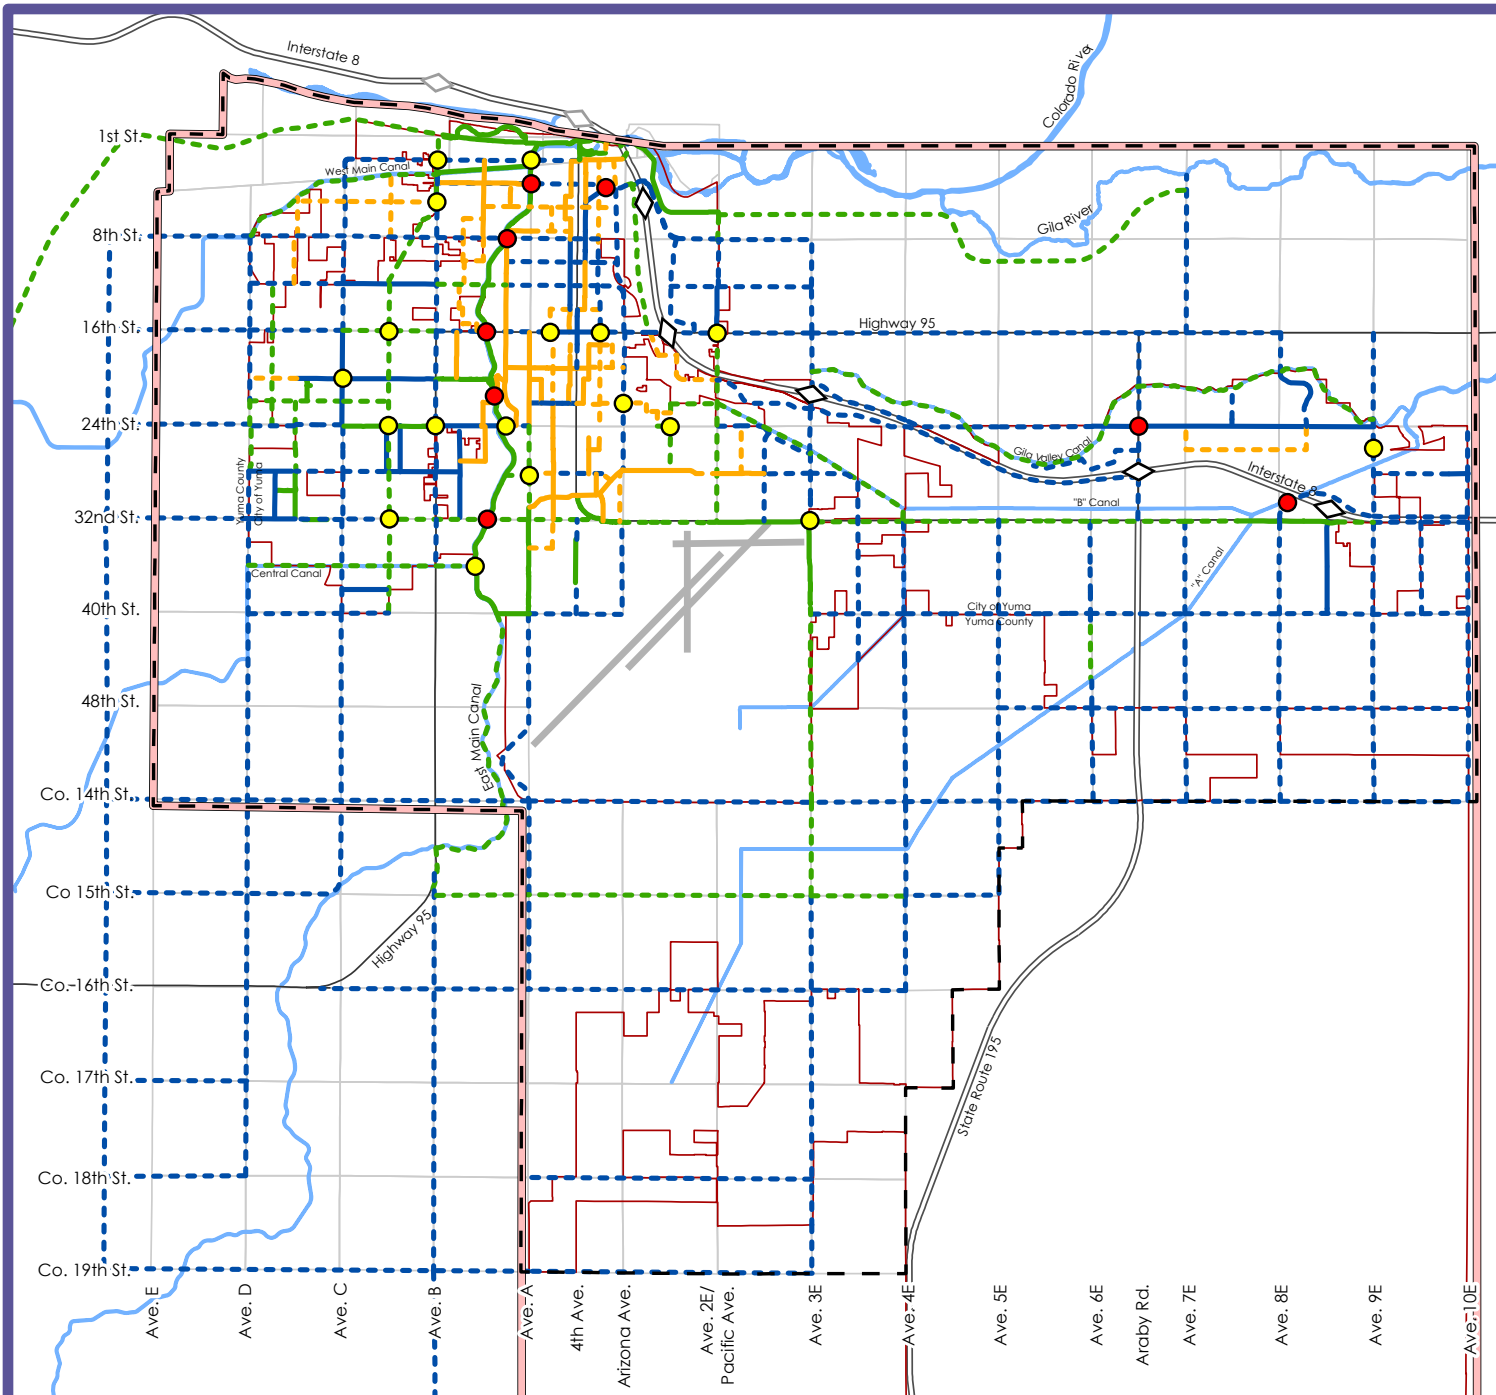 Interstate 8
Colorado River
1st St.
West Main Canal
Gila River
8th St.
16th St.
Highway 95
24th St.
Gila Valley Canal
Yuma County
City of Yuma
Interstate 8
"B" Canal
32nd St.
"A" Canal
Central Canal
40th St.
City of Yuma
Yuma County
48th St.
East Main Canal
Co. 14th St.
Co 15th St.
Highway 95
Co. 16th St.
State Route 195
Co. 17th St.
Co. 18th St.
Co. 19th St.
Ave. E
Ave. D
Ave. C
Ave. B
Ave. A
4th Ave.
Arizona Ave.
Ave. 2E/
Pacific Ave.
Ave. 3E
Ave. 4E
Ave. 5E
Ave. 6E
Araby Rd.
Ave. 7E
Ave. 8E
Ave. 9E
Ave. 10E